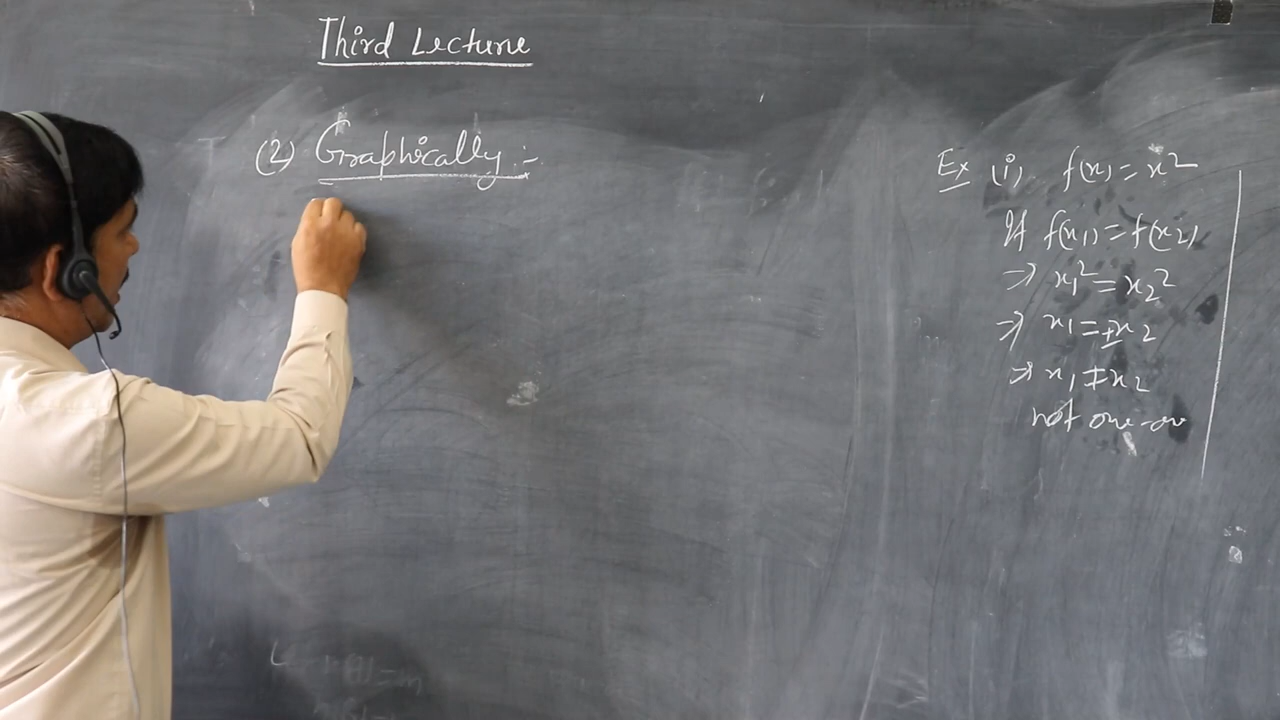 Third Lecture
(2) Graphically :-
Ex (i) f(x) = x²
If f(x₁) = f(x₂)
⇒ x₁² = x₂²
⇒ x₁ = ±x₂
⇒ x₁ ≠ x₂
not one-one